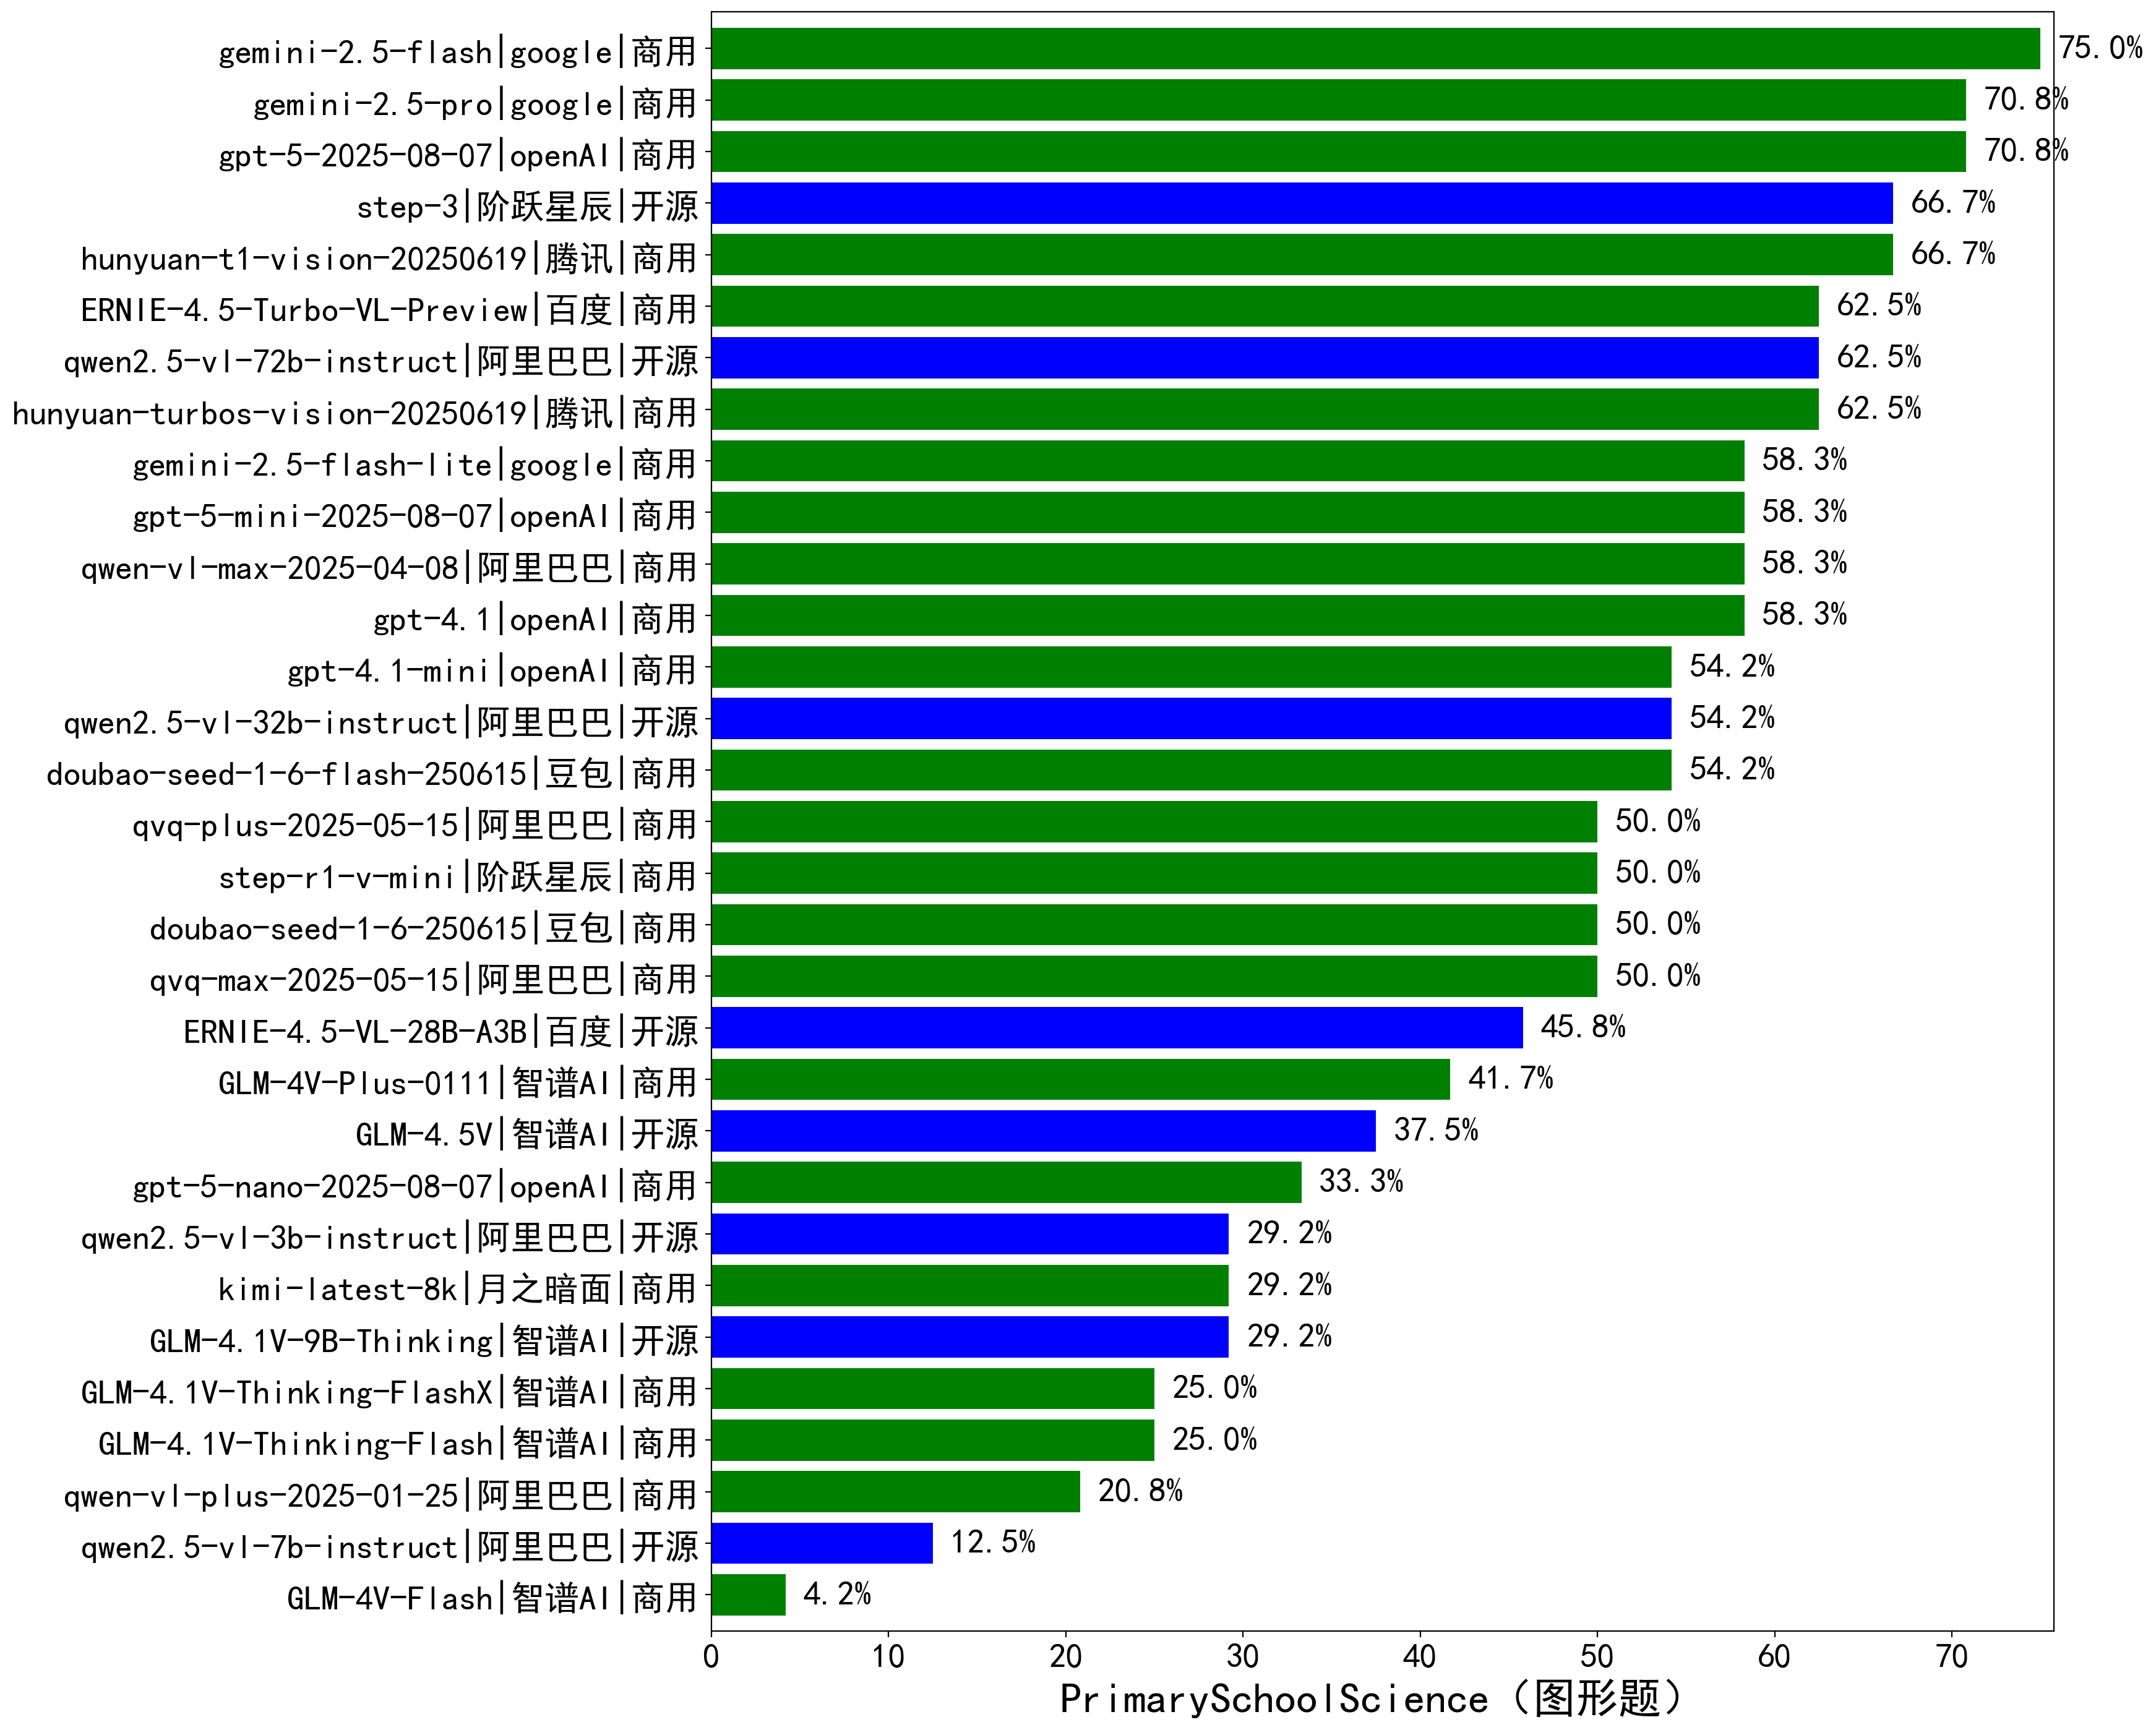 gemini-2.5-flash|google|商用 75.0%
gemini-2.5-pro|google|商用 70.8%
gpt-5-2025-08-07|openAI|商用 70.8%
step-3|阶跃星辰|开源 66.7%
hunyuan-t1-vision-20250619|腾讯|商用 66.7%
ERNIE-4.5-Turbo-VL-Preview|百度|商用 62.5%
qwen2.5-vl-72b-instruct|阿里巴巴|开源 62.5%
hunyuan-turbos-vision-20250619|腾讯|商用 62.5%
gemini-2.5-flash-lite|google|商用 58.3%
gpt-5-mini-2025-08-07|openAI|商用 58.3%
qwen-vl-max-2025-04-08|阿里巴巴|商用 58.3%
gpt-4.1|openAI|商用 58.3%
gpt-4.1-mini|openAI|商用 54.2%
qwen2.5-vl-32b-instruct|阿里巴巴|开源 54.2%
doubao-seed-1-6-flash-250615|豆包|商用 54.2%
qvq-plus-2025-05-15|阿里巴巴|商用 50.0%
step-r1-v-mini|阶跃星辰|商用 50.0%
doubao-seed-1-6-250615|豆包|商用 50.0%
qvq-max-2025-05-15|阿里巴巴|商用 50.0%
ERNIE-4.5-VL-28B-A3B|百度|开源 45.8%
GLM-4V-Plus-0111|智谱AI|商用 41.7%
GLM-4.5V|智谱AI|开源 37.5%
gpt-5-nano-2025-08-07|openAI|商用 33.3%
qwen2.5-vl-3b-instruct|阿里巴巴|开源 29.2%
kimi-latest-8k|月之暗面|商用 29.2%
GLM-4.1V-9B-Thinking|智谱AI|开源 29.2%
GLM-4.1V-Thinking-FlashX|智谱AI|商用 25.0%
GLM-4.1V-Thinking-Flash|智谱AI|商用 25.0%
qwen-vl-plus-2025-01-25|阿里巴巴|商用 20.8%
qwen2.5-vl-7b-instruct|阿里巴巴|开源 12.5%
GLM-4V-Flash|智谱AI|商用 4.2%
0 10 20 30 40 50 60 70
PrimarySchoolScience（图形题）